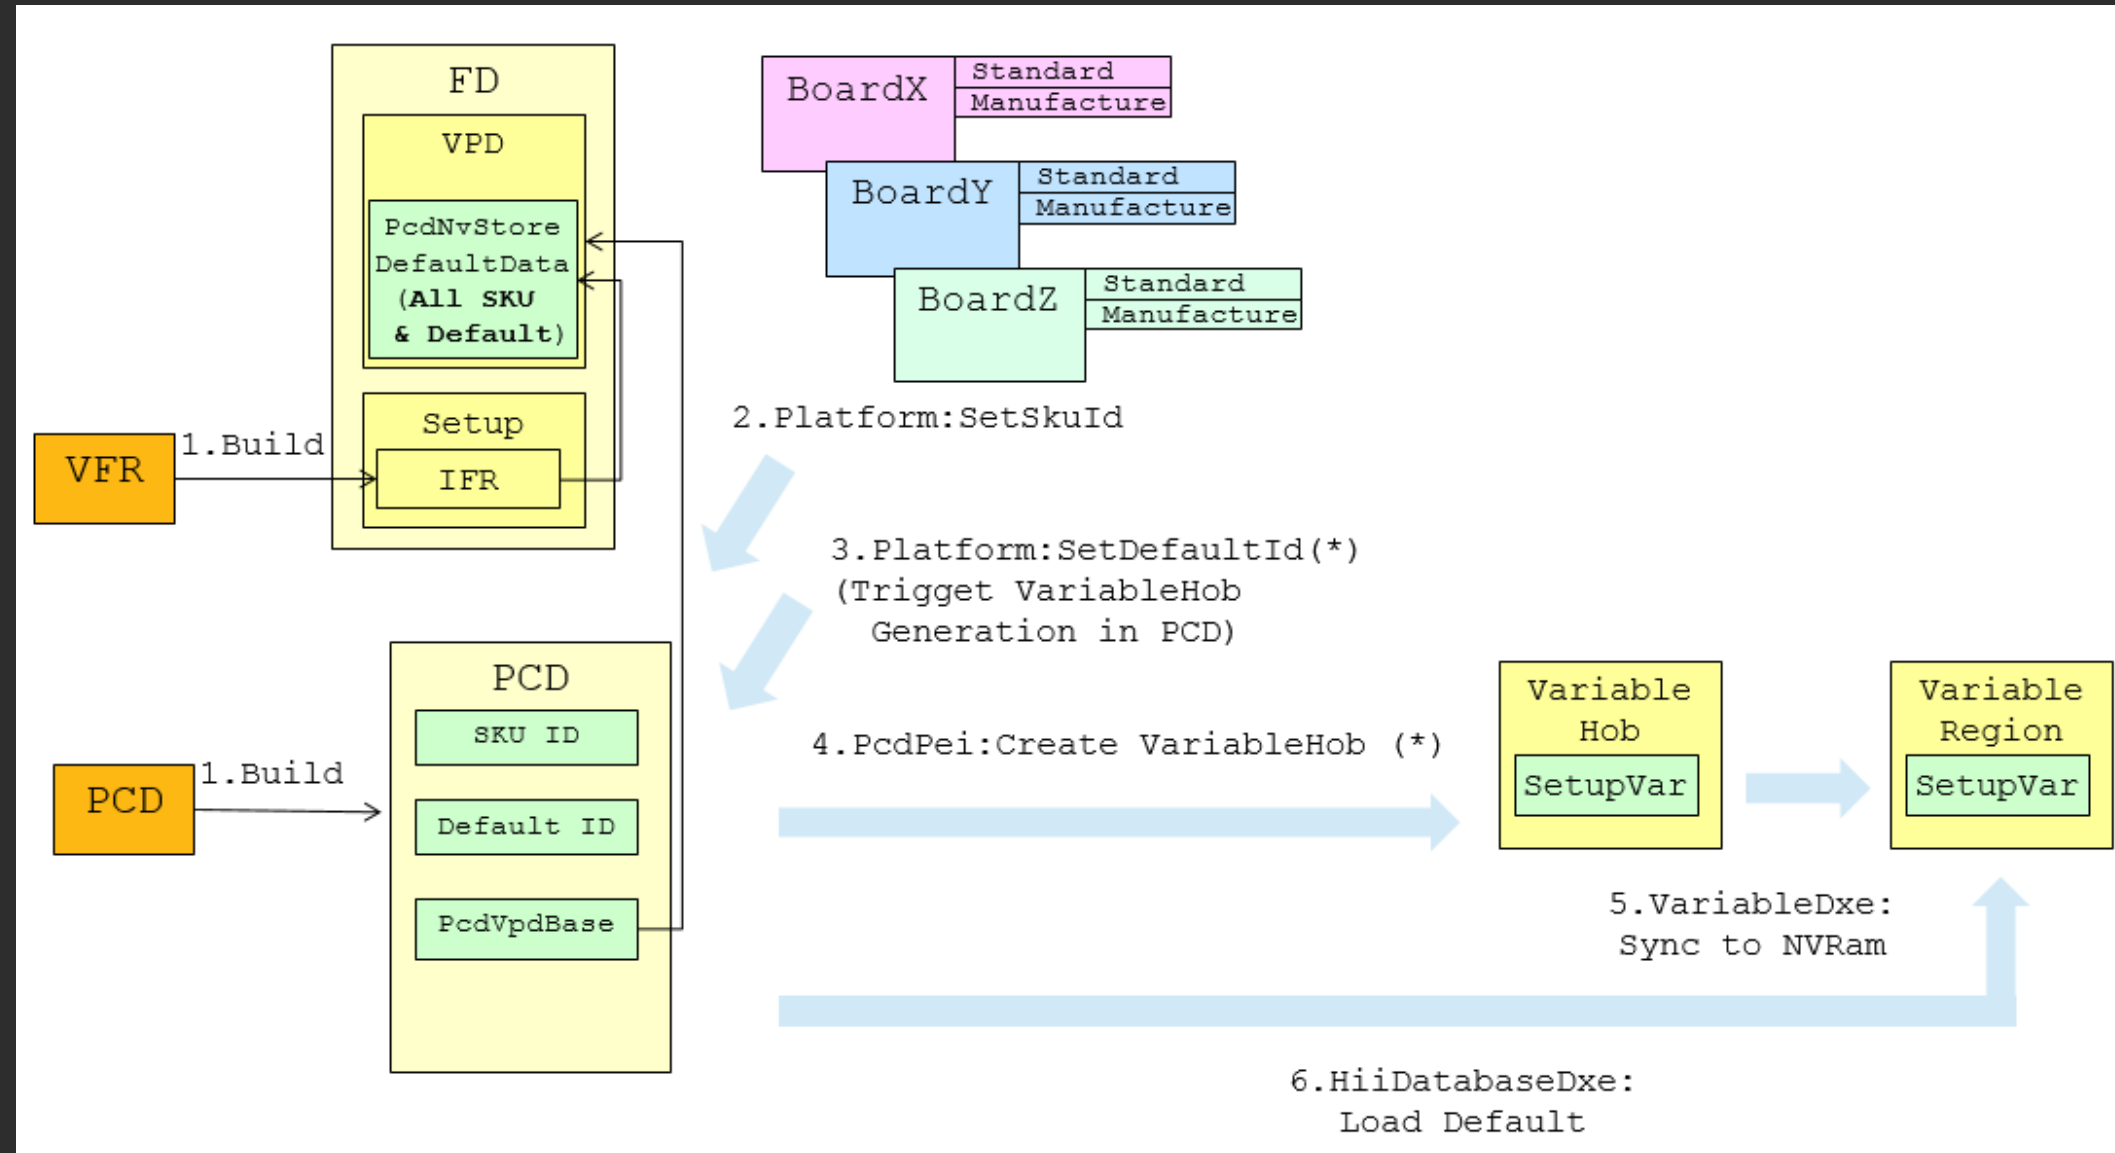 FD
VPD
PcdNvStore
DefaultData
(All SKU
& Default)
Setup
IFR
VFR
1.Build
BoardX
Standard
Manufacture
BoardY
Standard
Manufacture
BoardZ
Standard
Manufacture
2.Platform:SetSkuId
3.Platform:SetDefaultId(*)
(Trigget VariableHob
Generation in PCD)
PCD
1.Build
PCD
SKU ID
Default ID
PcdVpdBase
4.PcdPei:Create VariableHob (*)
Variable
Hob
SetupVar
Variable
Region
SetupVar
5.VariableDxe:
Sync to NVRam
6.HiiDatabaseDxe:
Load Default